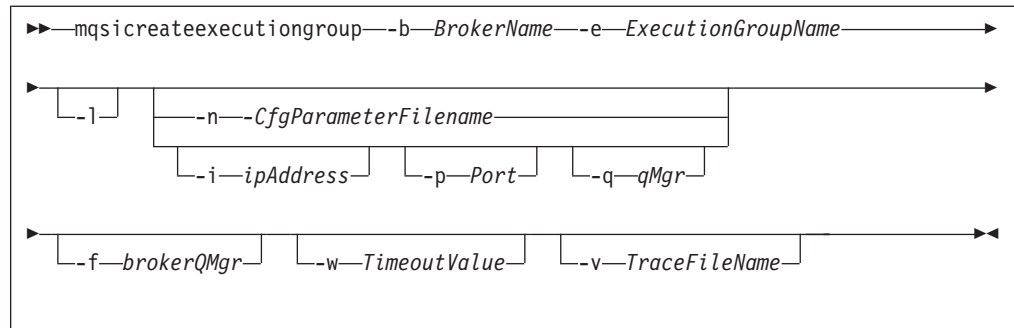 mqsicreateexecutiongroup -b BrokerName -e ExecutionGroupName
-l
-n -CfgParameterFilename
-i ipAddress -p Port -q qMgr
-f brokerQMgr -w TimeoutValue -v TraceFileName